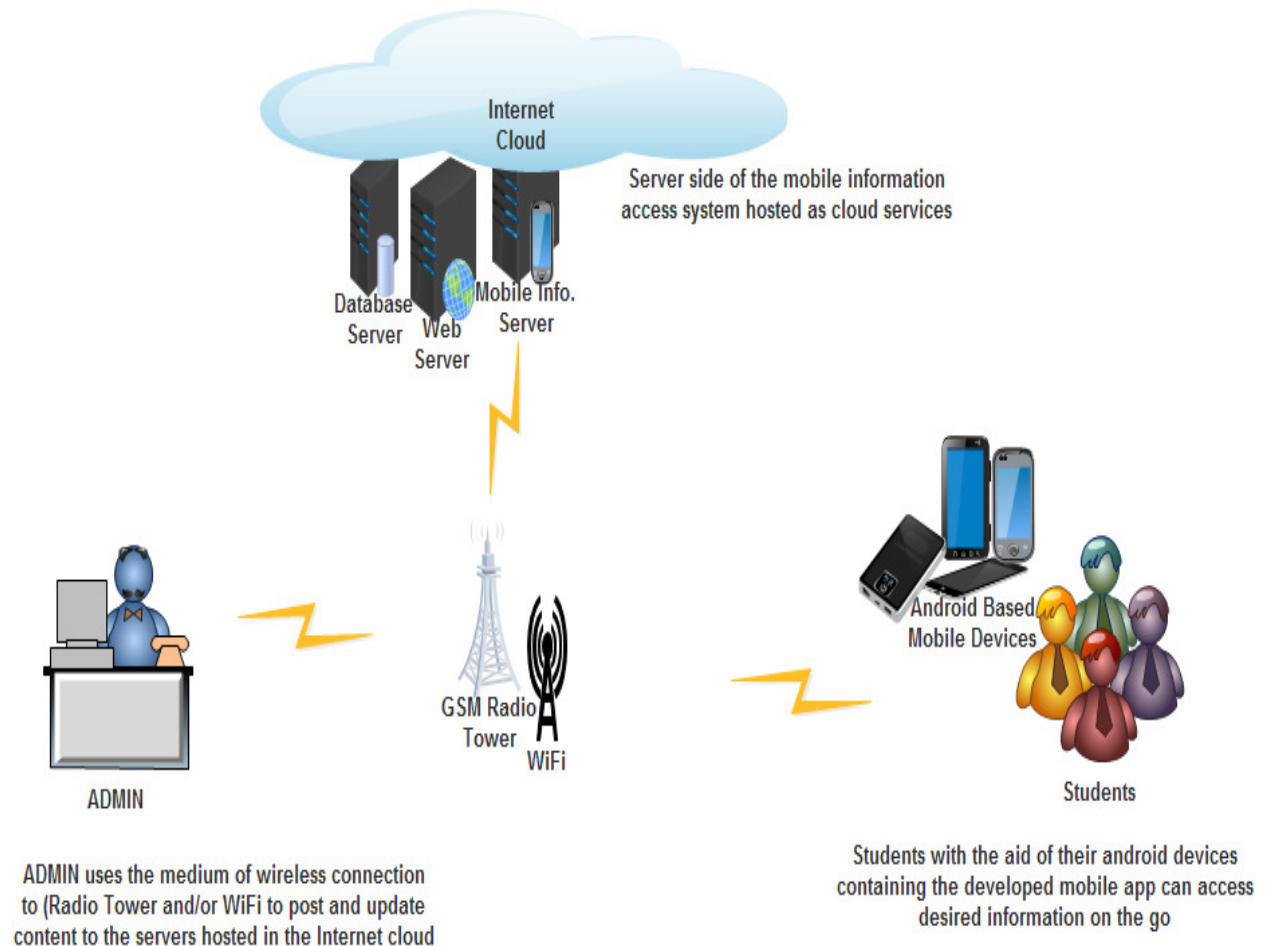 Internet
Cloud
Server side of the mobile information
access system hosted as cloud services
Database
Server
Web
Server
Mobile Info.
Server
Android Based
Mobile Devices
GSM Radio
Tower
WiFi
ADMIN
Students
ADMIN uses the medium of wireless connection
to (Radio Tower and/or WiFi to post and update
content to the servers hosted in the Internet cloud
Students with the aid of their android devices
containing the developed mobile app can access
desired information on the go